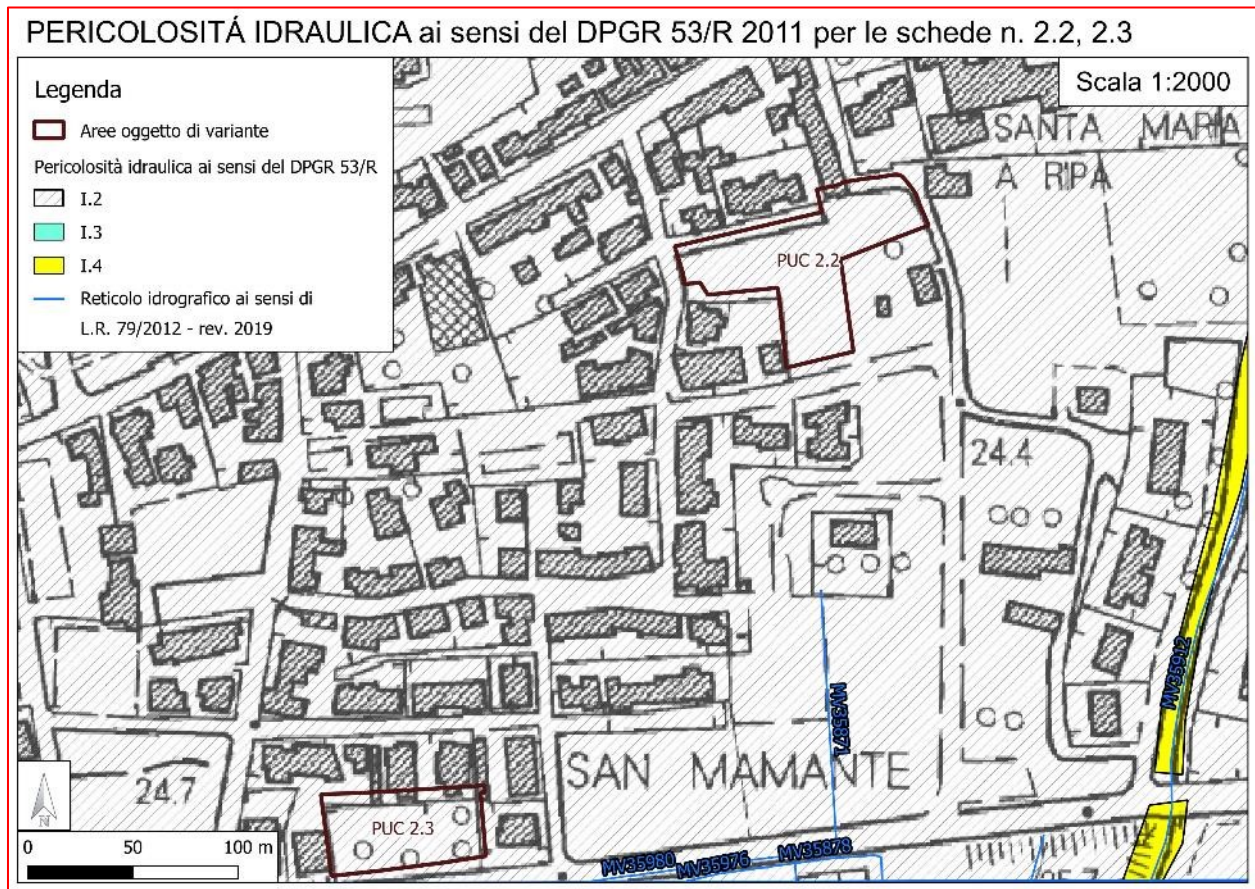 PERICOLOSITÁ IDRAULICA ai sensi del DPGR 53/R 2011 per le schede n. 2.2, 2.3
Legenda
Aree oggetto di variante
Pericolosità idraulica ai sensi del DPGR 53/R
I.2
I.3
I.4
Reticolo idrografico ai sensi di
L.R. 79/2012 - rev. 2019
Scala 1:2000
SANTA MARIA
A RIPA
PUC 2.2
24.4
MV35912
MV35871
SAN MAMANTE
24.7
PUC 2.3
MV35980
MV35976
MV35878
N
0 50 100 m